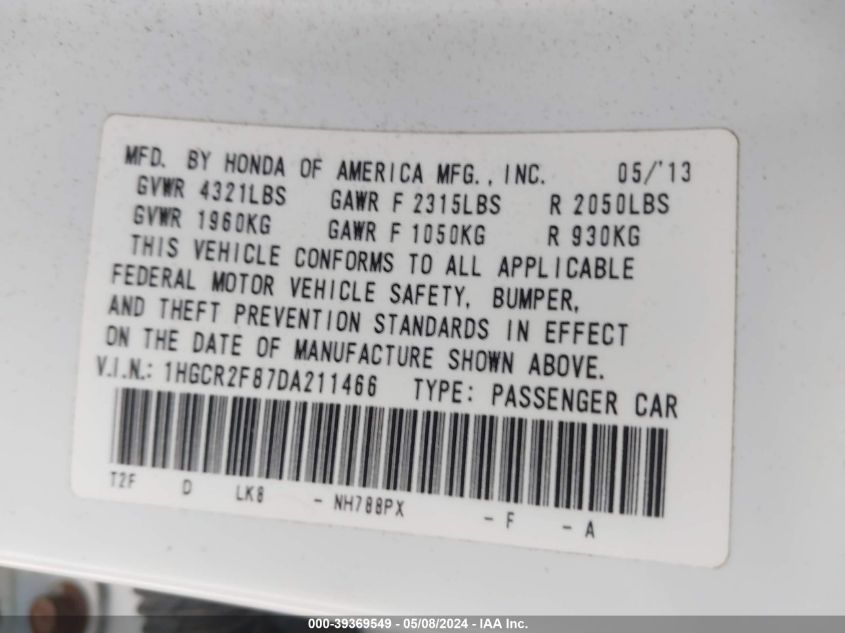 MFD. BY HONDA OF AMERICA MFG., INC. 05/'13
GVWR 4321LBS GAWR F 2315LBS R 2050LBS
GVWR 1960KG GAWR F 1050KG R 930KG
THIS VEHICLE CONFORMS TO ALL APPLICABLE
FEDERAL MOTOR VEHICLE SAFETY, BUMPER,
AND THEFT PREVENTION STANDARDS IN EFFECT
ON THE DATE OF MANUFACTURE SHOWN ABOVE.
V.I.N.: 1HGCR2F87DA211466 TYPE: PASSENGER CAR
T2F D LK8 - NH788PX - F - A
000-39369549 - 05/08/2024 - IAA Inc.